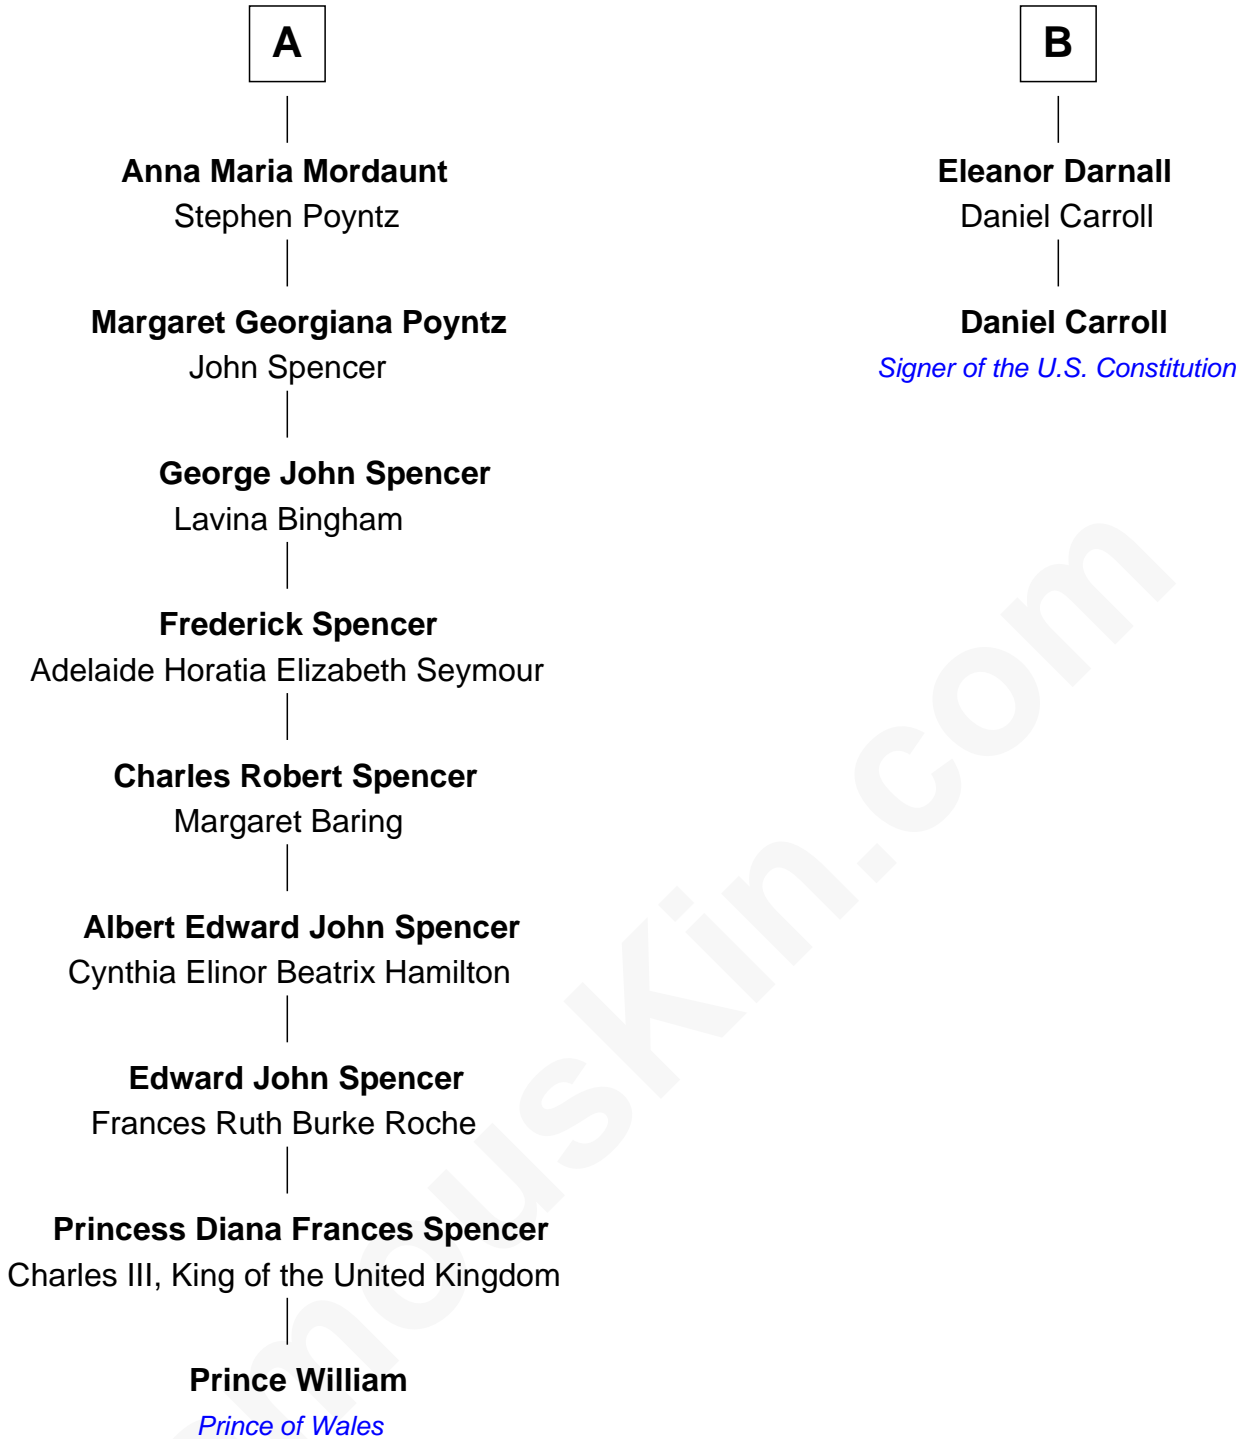 A
Anna Maria Mordaunt
Stephen Poyntz
Margaret Georgiana Poyntz
John Spencer
George John Spencer
Lavina Bingham
Frederick Spencer
Adelaide Horatia Elizabeth Seymour
Charles Robert Spencer
Margaret Baring
Albert Edward John Spencer
Cynthia Elinor Beatrix Hamilton
Edward John Spencer
Frances Ruth Burke Roche
Princess Diana Frances Spencer
Charles III, King of the United Kingdom
Prince William
Prince of Wales
B
Eleanor Darnall
Daniel Carroll
Daniel Carroll
Signer of the U.S. Constitution
mousKin.com